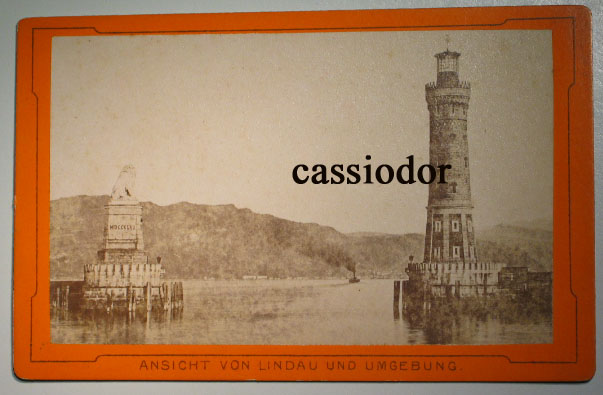 cassiodor
ANSICHT VON LINDAU UND UMGEBUNG.